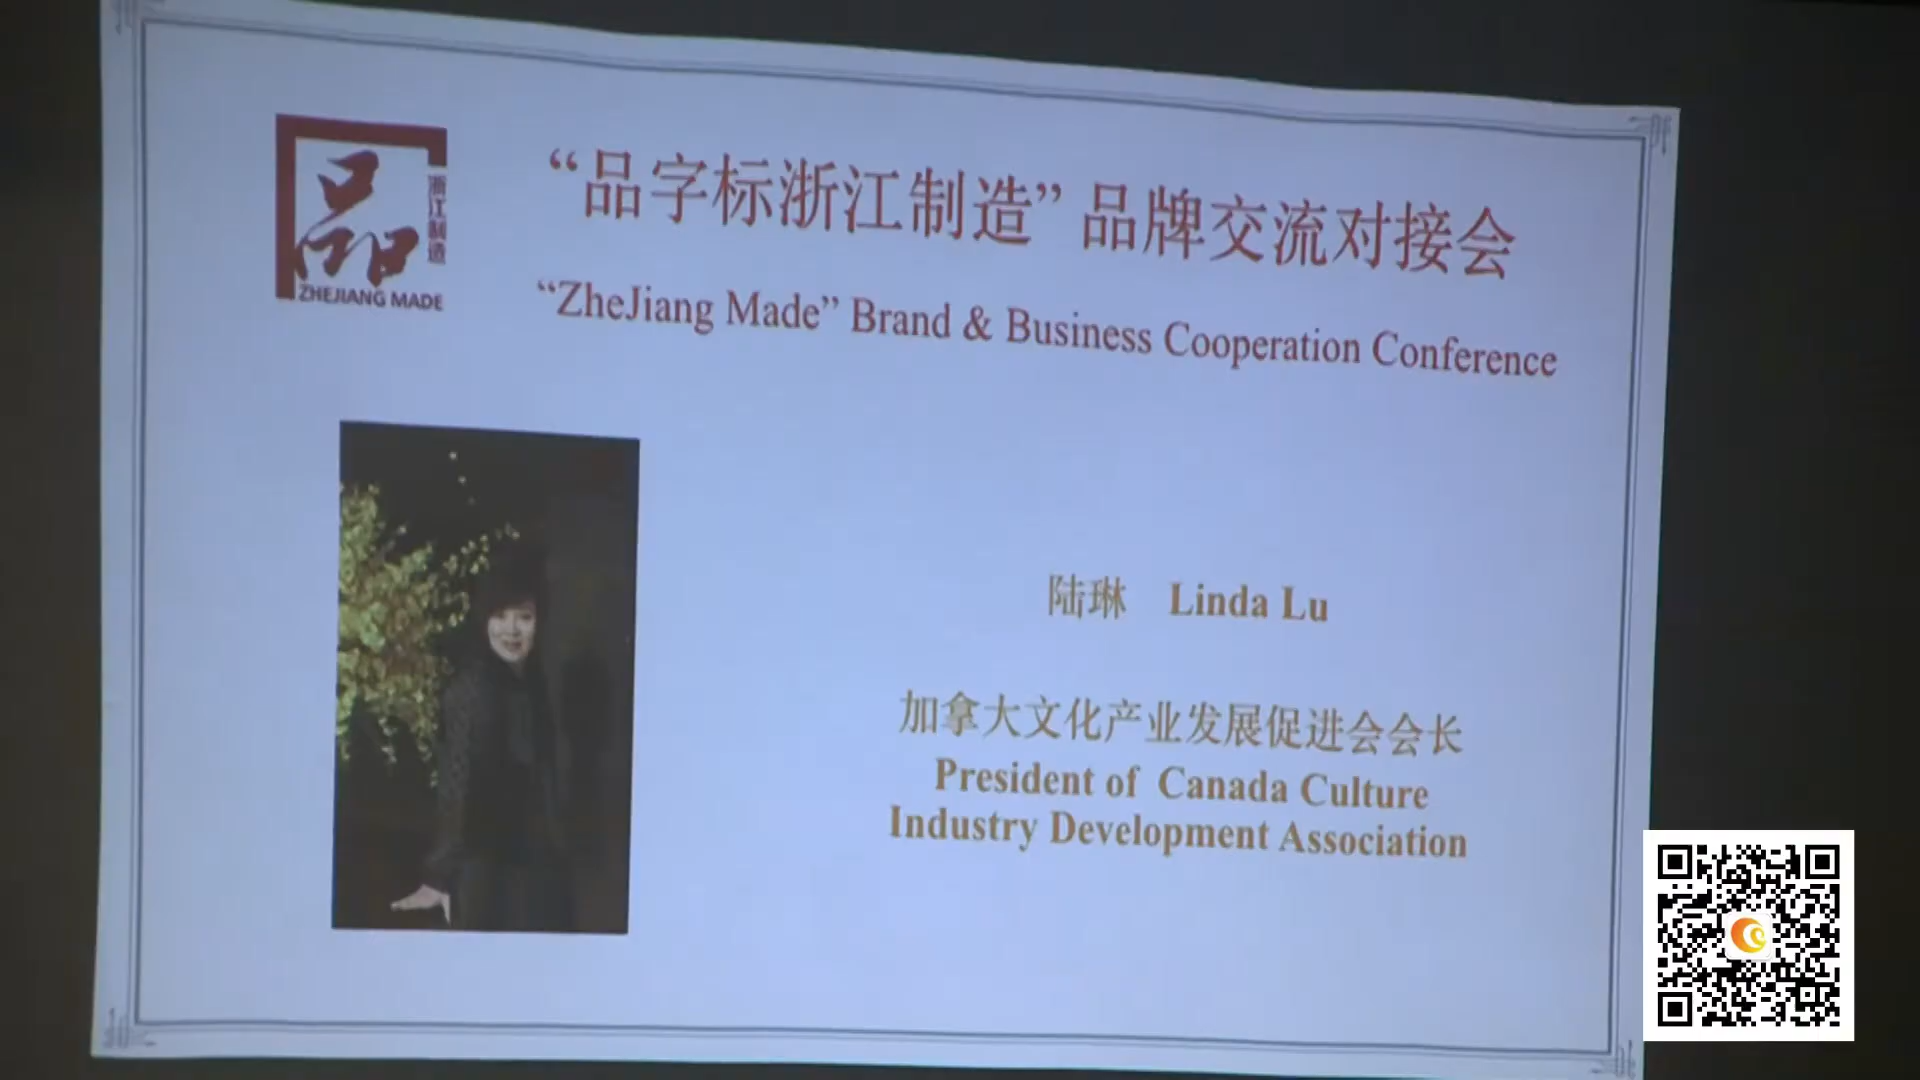 “品字标浙江制造”品牌交流对接会
浙江制造
品
ZHEJIANG MADE
“ZheJiang Made” Brand & Business Cooperation Conference
陆琳 Linda Lu
加拿大文化产业发展促进会会长
President of Canada Culture
Industry Development Association